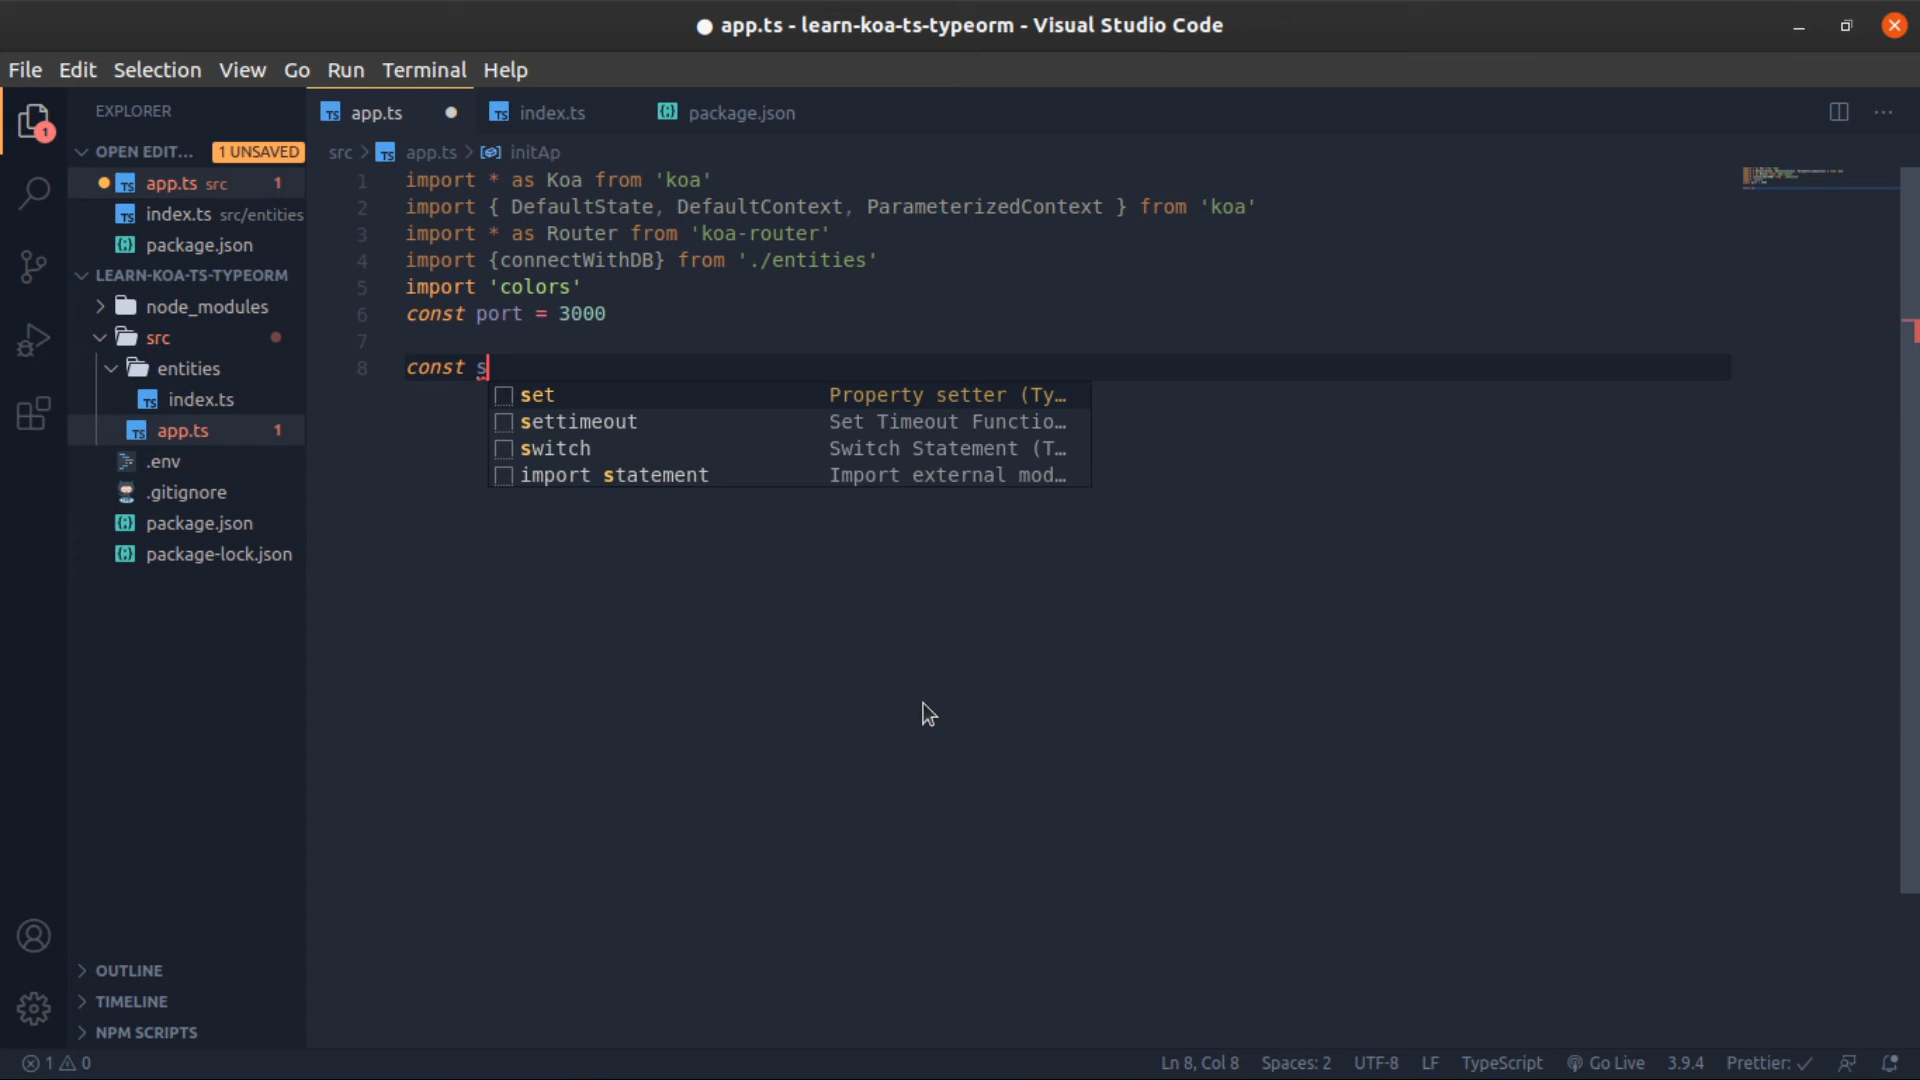 app.ts - learn-koa-ts-typeorm - Visual Studio Code
File Edit Selection View Go Run Terminal Help
EXPLORER
OPEN EDIT... 1 UNSAVED
app.ts src 1
index.ts src/entities
package.json
LEARN-KOA-TS-TYPEORM
node_modules
src
entities
index.ts
app.ts 1
.env
.gitignore
package.json
package-lock.json
OUTLINE
TIMELINE
NPM SCRIPTS
app.ts index.ts package.json
src > app.ts > initAp
1 import * as Koa from 'koa'
2 import { DefaultState, DefaultContext, ParameterizedContext } from 'koa'
3 import * as Router from 'koa-router'
4 import {connectWithDB} from './entities'
5 import 'colors'
6 const port = 3000
7
8 const s
set Property setter (Ty…
settimeout Set Timeout Functio…
switch Switch Statement (T…
import statement Import external mod…
1 0 Ln 8, Col 8 Spaces: 2 UTF-8 LF TypeScript Go Live 3.9.4 Prettier: ✓